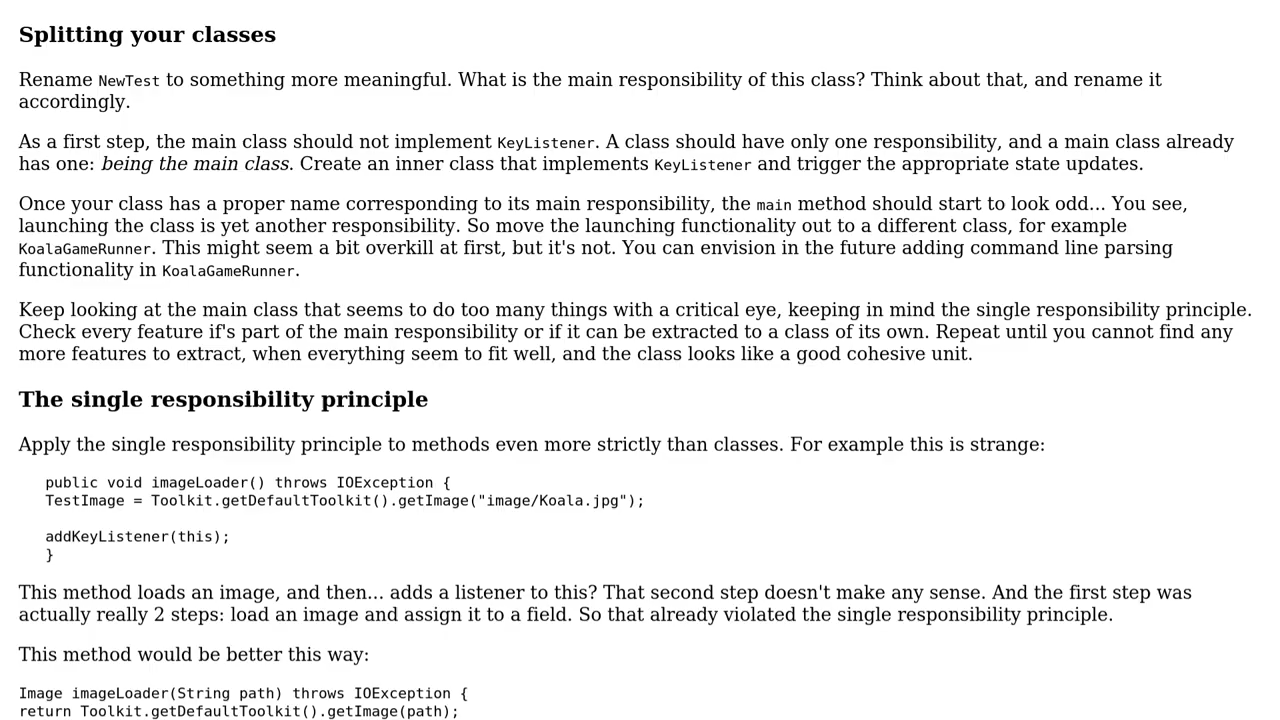 Splitting your classes
Rename NewTest to something more meaningful. What is the main responsibility of this class? Think about that, and rename it
accordingly.
As a first step, the main class should not implement KeyListener. A class should have only one responsibility, and a main class already
has one: being the main class. Create an inner class that implements KeyListener and trigger the appropriate state updates.
Once your class has a proper name corresponding to its main responsibility, the main method should start to look odd... You see,
launching the class is yet another responsibility. So move the launching functionality out to a different class, for example
KoalaGameRunner. This might seem a bit overkill at first, but it's not. You can envision in the future adding command line parsing
functionality in KoalaGameRunner.
Keep looking at the main class that seems to do too many things with a critical eye, keeping in mind the single responsibility principle.
Check every feature if's part of the main responsibility or if it can be extracted to a class of its own. Repeat until you cannot find any
more features to extract, when everything seem to fit well, and the class looks like a good cohesive unit.
The single responsibility principle
Apply the single responsibility principle to methods even more strictly than classes. For example this is strange:
public void imageLoader() throws IOException {
TestImage = Toolkit.getDefaultToolkit().getImage("image/Koala.jpg");
addKeyListener(this);
}
This method loads an image, and then... adds a listener to this? That second step doesn't make any sense. And the first step was
actually really 2 steps: load an image and assign it to a field. So that already violated the single responsibility principle.
This method would be better this way:
Image imageLoader(String path) throws IOException {
return Toolkit.getDefaultToolkit().getImage(path);